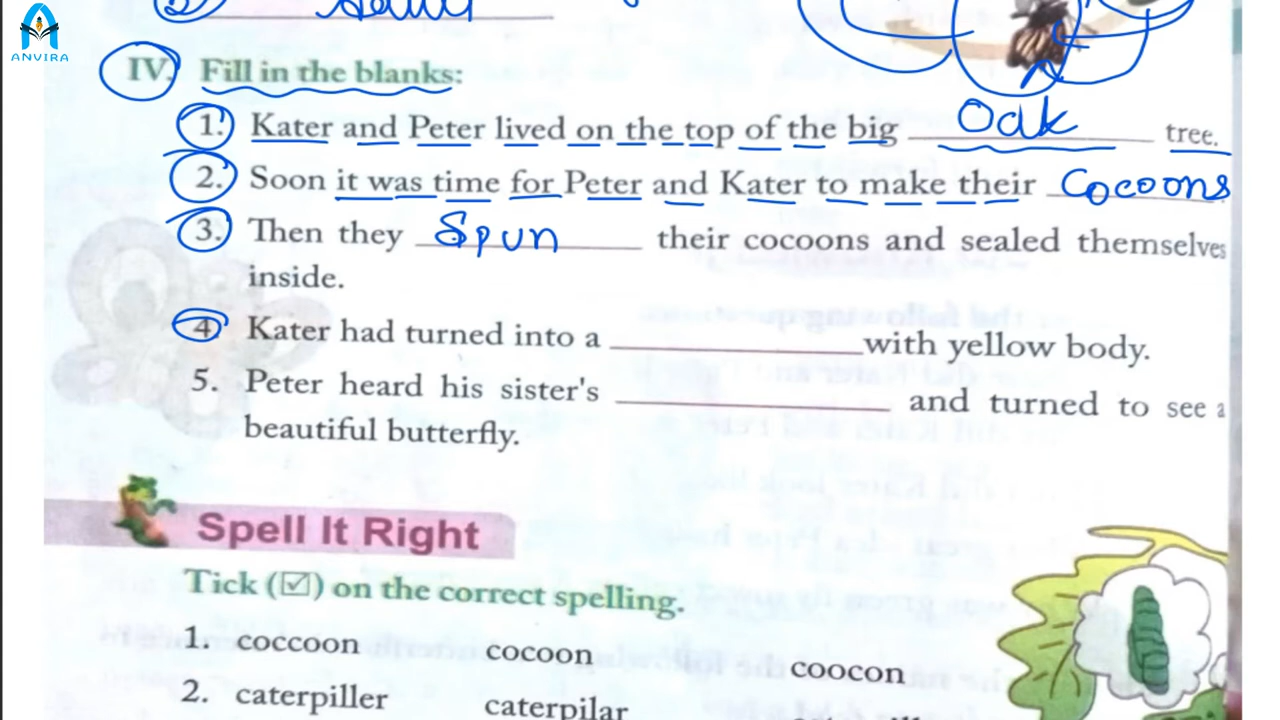 ANVIRA
IV. Fill in the blanks:
1. Kater and Peter lived on the top of the big Oak tree.
2. Soon it was time for Peter and Kater to make their Cocoons
3. Then they Spun their cocoons and sealed themselves
inside.
4 Kater had turned into a ____________ with yellow body.
5. Peter heard his sister's ____________ and turned to see a
beautiful butterfly.
Spell It Right
Tick (☑) on the correct spelling.
1. coccoon cocoon coocon
2. caterpiller caterpilar